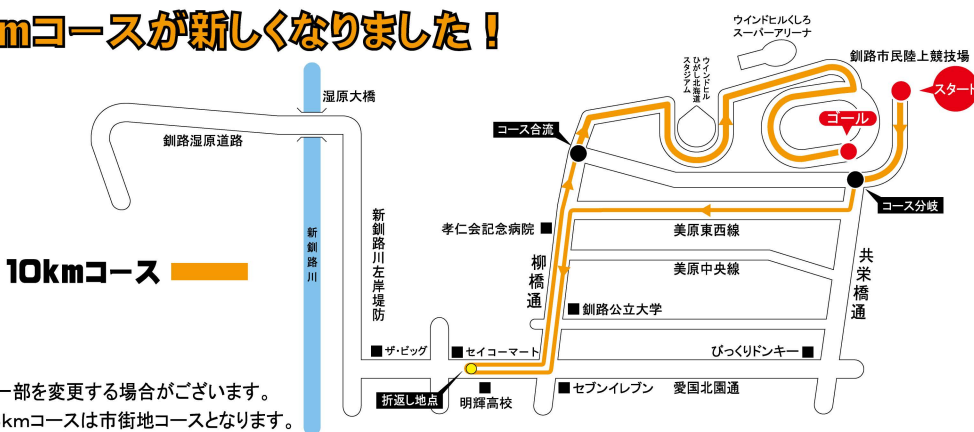 mコースが新しくなりました！
ウインドヒルくしろ
スーパーアリーナ
釧路市民陸上競技場
スタート
ゴール
ウインドヒル
ひがし北海道
スタジアム
湿原大橋
釧路湿原道路
コース合流
コース分岐
新釧路川
新釧路川左岸堤防
孝仁会記念病院
美原東西線
美原中央線
柳橋通
共栄橋通
10kmコース
釧路公立大学
ザ・ビッグ
セイコーマート
びっくりドンキー
折返し地点
明輝高校
セブンイレブン
愛国北園通
一部を変更する場合がございます。
kmコースは市街地コースとなります。